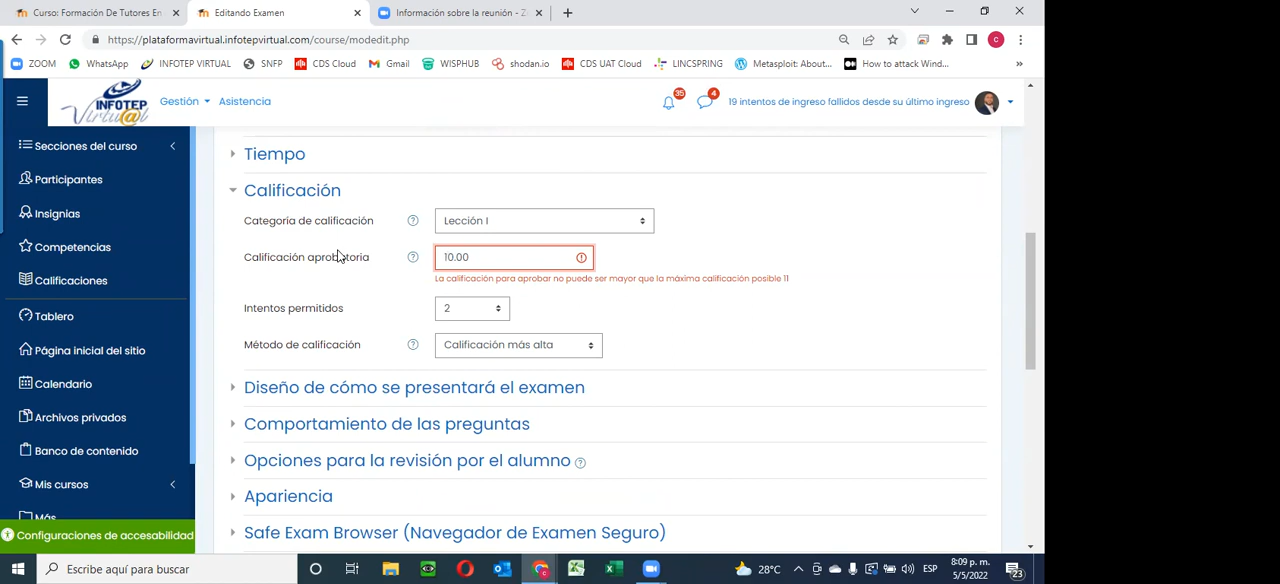 Curso: Formación De Tutores En
Editando Examen
Información sobre la reunión - Z
https://plataformavirtual.infotepvirtual.com/course/modedit.php
ZOOM
WhatsApp
INFOTEP VIRTUAL
SNFP
CDS Cloud
Gmail
WISPHUB
shodan.io
CDS UAT Cloud
LINCSPRING
Metasploit: About...
How to attack Wind...
»
INFOTEP
Virtu@l
Gestión
Asistencia
35
4
19 intentos de ingreso fallidos desde su último ingreso
Secciones del curso
Participantes
Insignias
Competencias
Calificaciones
Tablero
Página inicial del sitio
Calendario
Archivos privados
Banco de contenido
Mis cursos
Más
Configuraciones de accesabilidad
Tiempo
Calificación
Categoría de calificación
Lección I
Calificación aprobatoria
10.00
La calificación para aprobar no puede ser mayor que la máxima calificación posible 11
Intentos permitidos
2
Método de calificación
Calificación más alta
Diseño de cómo se presentará el examen
Comportamiento de las preguntas
Opciones para la revisión por el alumno
Apariencia
Safe Exam Browser (Navegador de Examen Seguro)
Escribe aquí para buscar
28°C
ESP
8:09 p. m.
5/5/2022
23